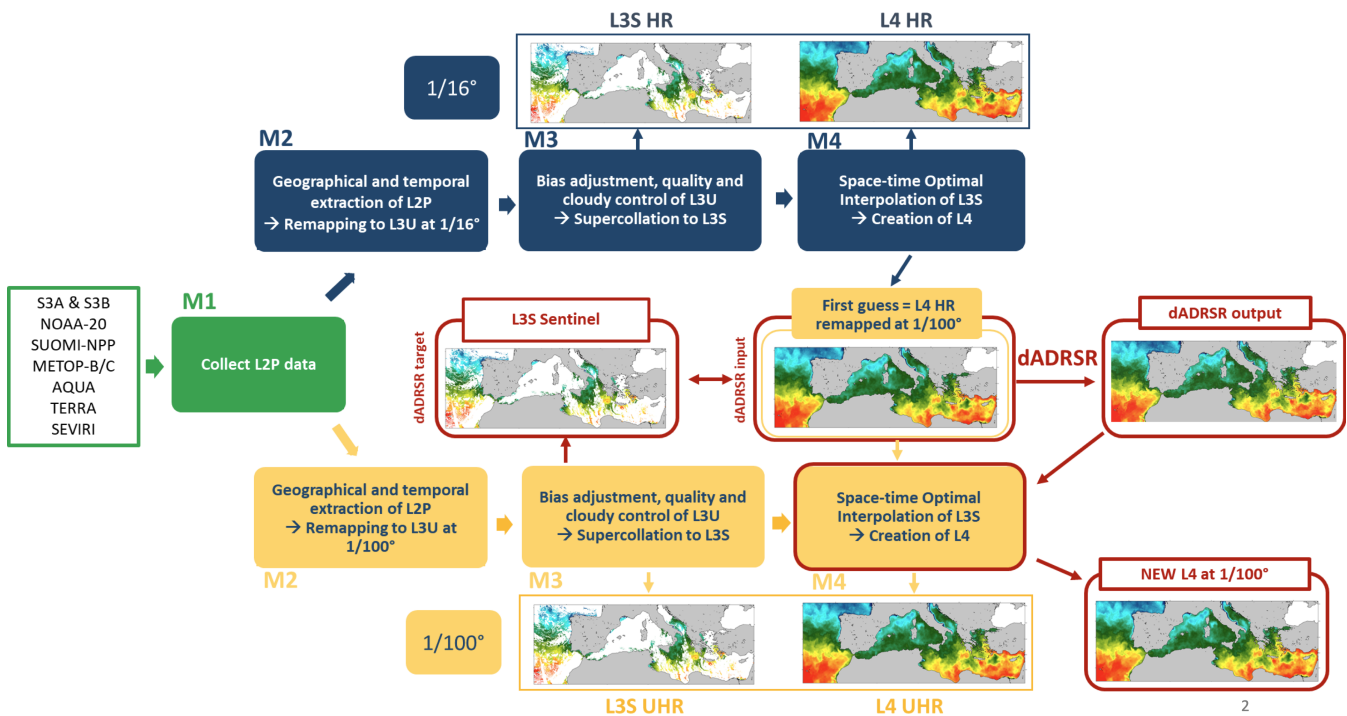 L3S HR
L4 HR
1/16°
M2
M3
M4
Geographical and temporal
extraction of L2P
→ Remapping to L3U at 1/16°
Bias adjustment, quality and
cloudy control of L3U
→ Supercollation to L3S
Space-time Optimal
Interpolation of L3S
→ Creation of L4
S3A & S3B
NOAA-20
SUOMI-NPP
METOP-B/C
AQUA
TERRA
SEVIRI
M1
Collect L2P data
dADRSR target
L3S Sentinel
dADRSR input
First guess = L4 HR
remapped at 1/100°
dADRSR
dADRSR output
Geographical and temporal
extraction of L2P
→ Remapping to L3U at
1/100°
M2
Bias adjustment, quality and
cloudy control of L3U
→ Supercollation to L3S
M3
Space-time Optimal
Interpolation of L3S
→ Creation of L4
M4
NEW L4 at 1/100°
1/100°
L3S UHR
L4 UHR
2